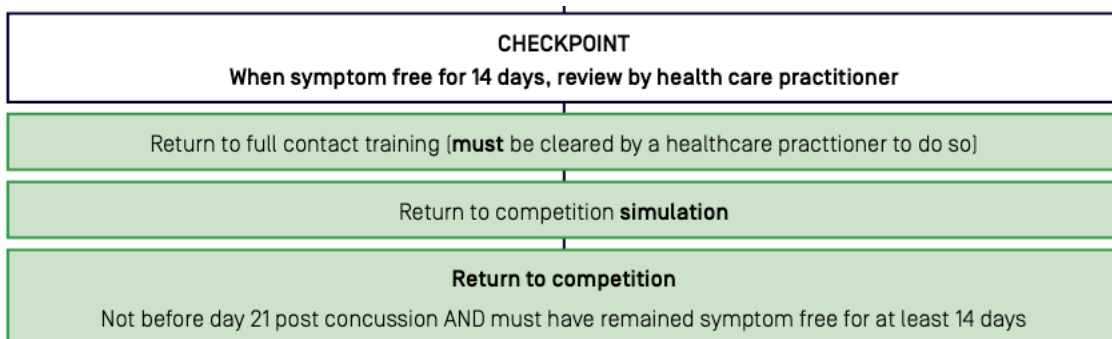 CHECKPOINT
When symptom free for 14 days, review by health care practitioner
Return to full contact training (must be cleared by a healthcare practtioner to do so)
Return to competition simulation
Return to competition
Not before day 21 post concussion AND must have remained symptom free for at least 14 days